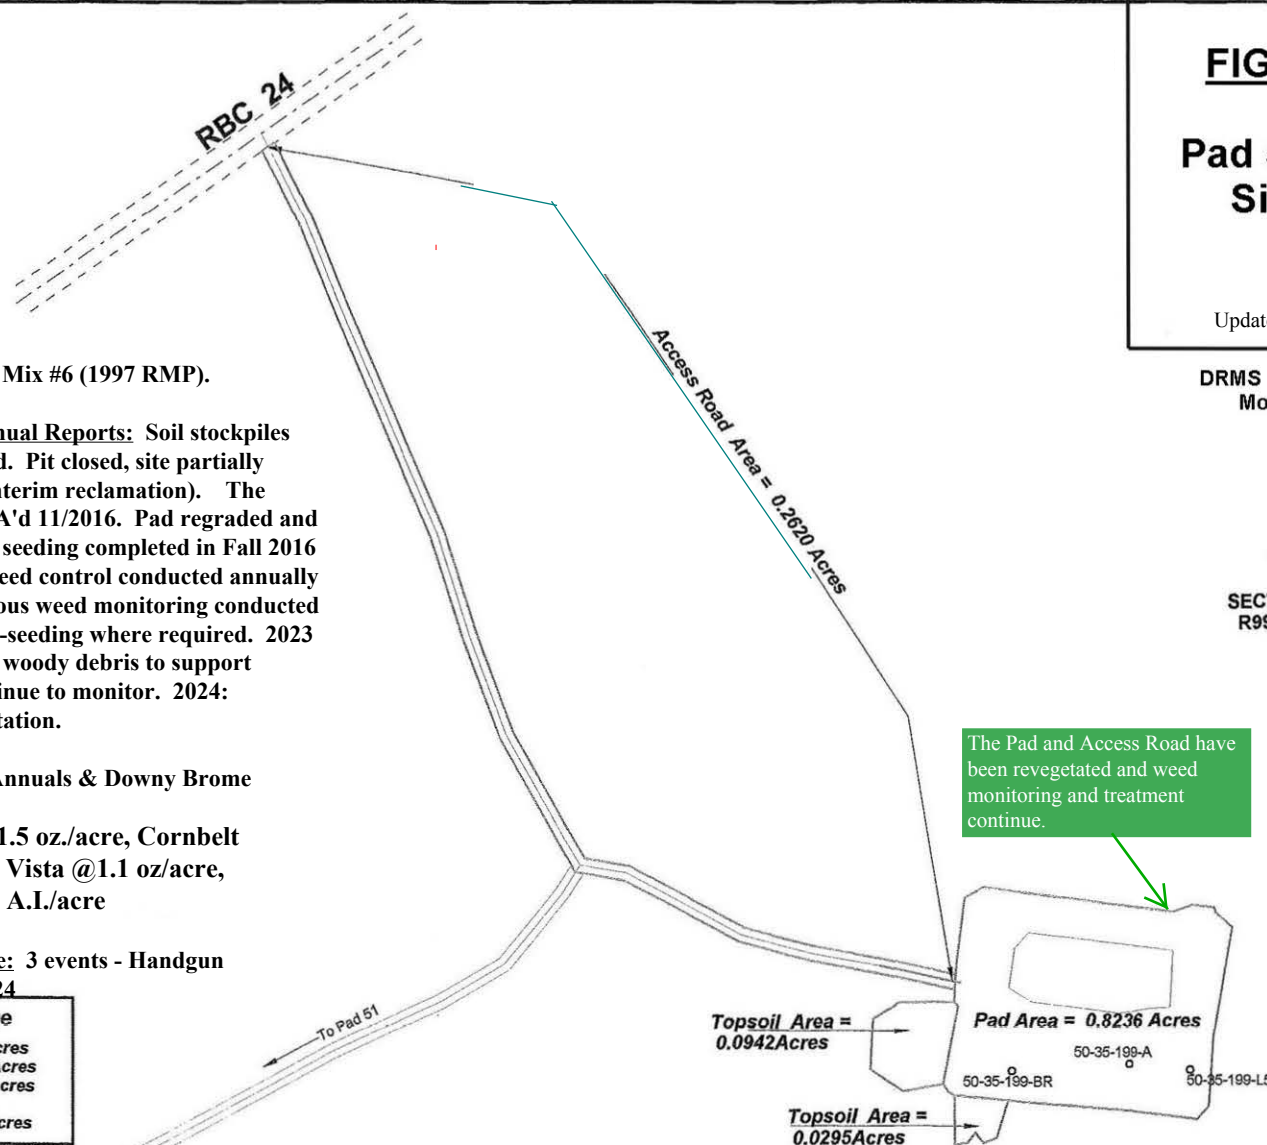 RBC 24
FIG
Pad
Si
Updat
DRMS
Mo
Access Road Area = 0.2620 Acres
SEC
R99
Mix #6 (1997 RMP).
nual Reports: Soil stockpiles
d. Pit closed, site partially
nterim reclamation). The
A'd 11/2016. Pad regraded and
seeding completed in Fall 2016
eed control conducted annually
ous weed monitoring conducted
-seeding where required. 2023
woody debris to support
inue to monitor. 2024:
tation.
Annuals & Downy Brome
1.5 oz./acre, Cornbelt
Vista @1.1 oz/acre,
A.I./acre
e: 3 events - Handgun
24
e
cres
Acres
cres
cres
The Pad and Access Road have
been revegetated and weed
monitoring and treatment
continue.
To Pad 51
Topsoil Area =
0.0942Acres
Pad Area = 0.8236 Acres
50-35-199-A
50-35-199-BR
50-35-199-L5
Topsoil Area =
0.0295Acres